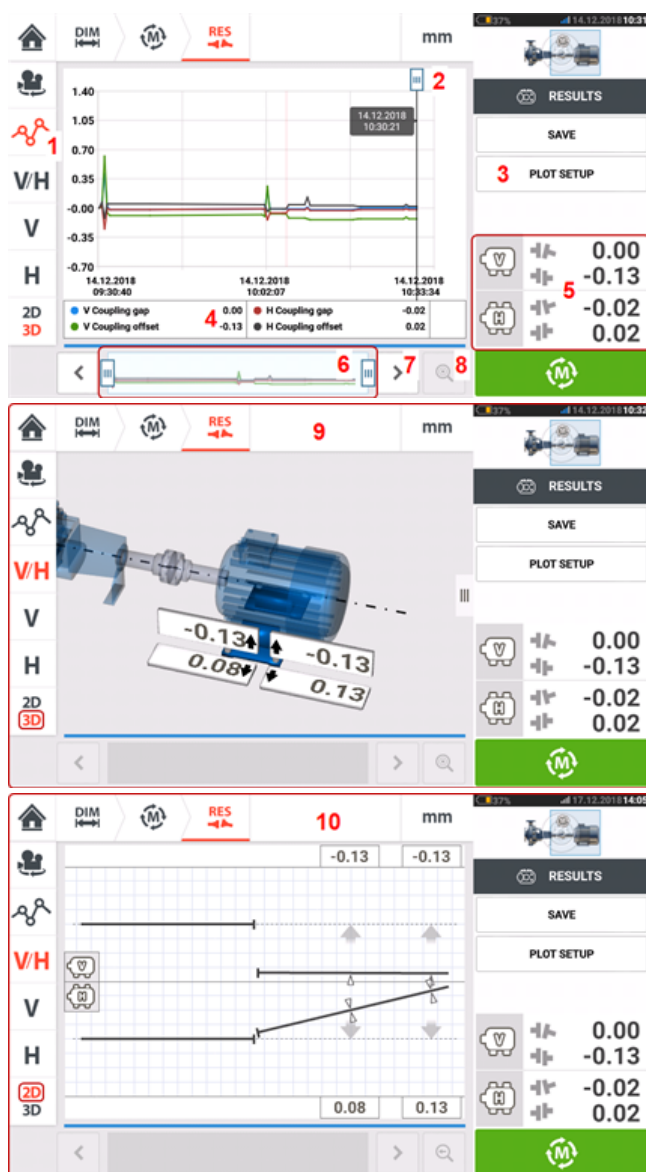 37% 14.12.2018 10:31
DIM M RES mm
RESULTS
SAVE
3 PLOT SETUP
1
V/H
V
H
2D
3D
2
1.40
1.05
0.70
0.35
-0.00
-0.35
-0.70
14.12.2018
10:30:21
14.12.2018 14.12.2018 14.12.2018
09:30:40 10:02:07 10:33:34
V Coupling gap 0.00 H Coupling gap -0.02
4
V Coupling offset -0.13 H Coupling offset 0.02
6 7 8
V 0.00
-0.13
5
H -0.02
0.02
M
37% 14.12.2018 10:32
DIM M RES 9 mm
RESULTS
SAVE
PLOT SETUP
V/H
V
H
2D
3D
-0.13 -0.13
0.08 0.13
V 0.00
-0.13
H -0.02
0.02
M
37% 17.12.2018 14:05
DIM M RES 10 mm
RESULTS
SAVE
PLOT SETUP
V/H
V
H
2D
3D
-0.13 -0.13
V
H
0.08 0.13
V 0.00
-0.13
H -0.02
0.02
M